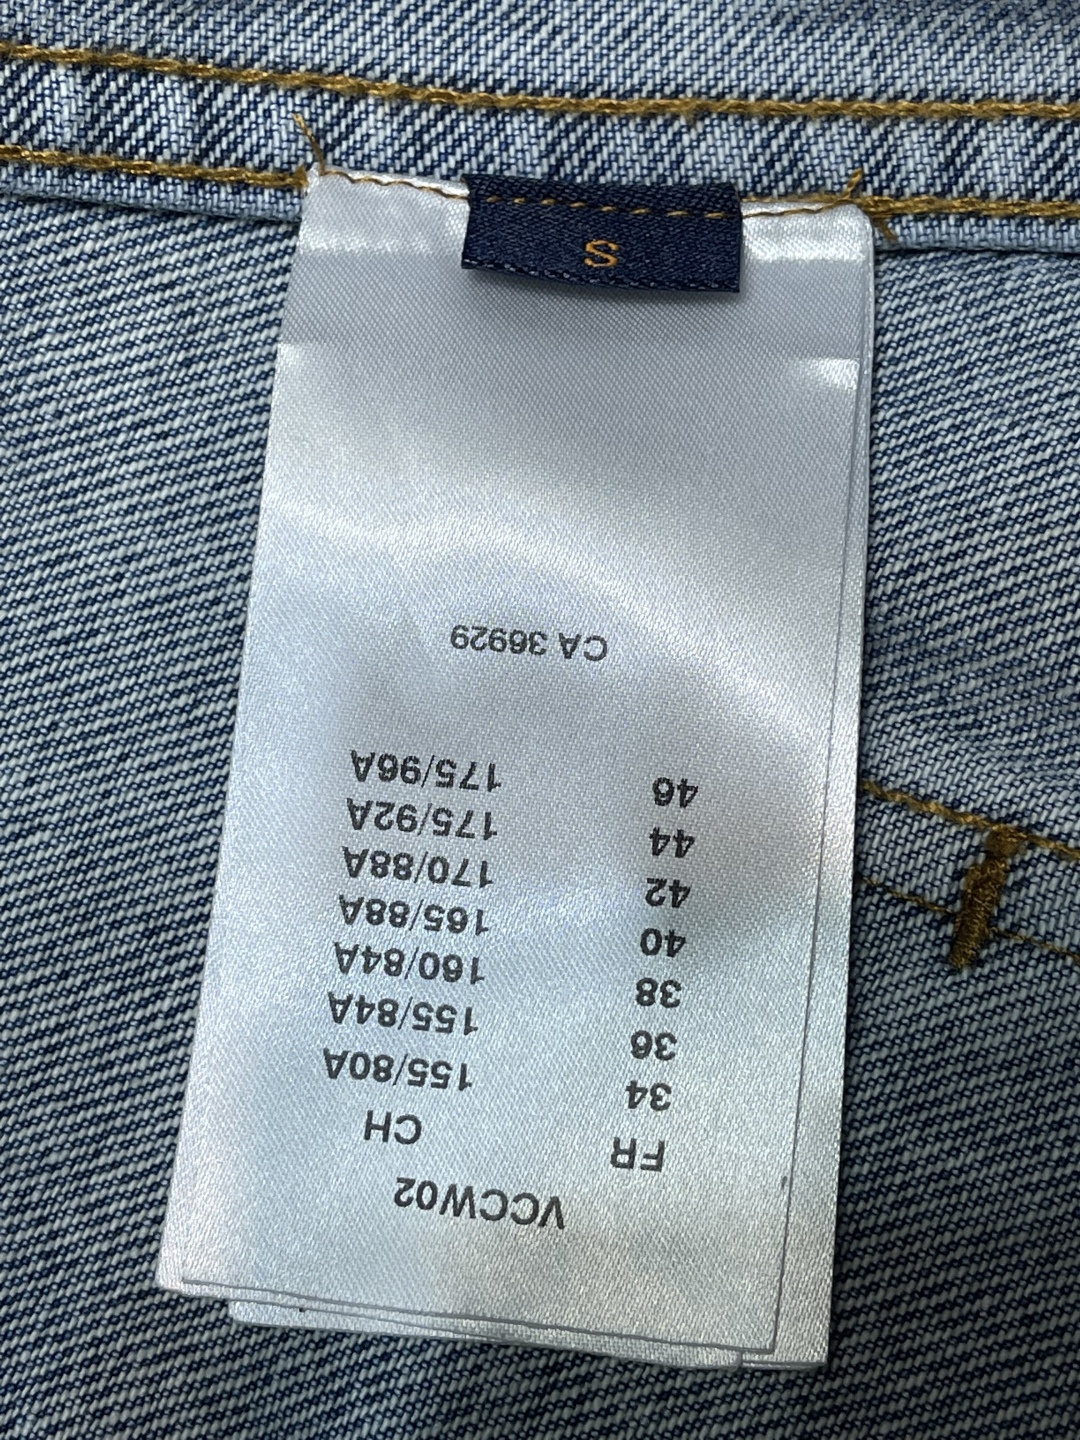 S
VCCW02
FR CH
34 155/80A
36 155/84A
38 160/84A
40 165/88A
42 170/88A
44 175/92A
46 175/96A
CA 36929